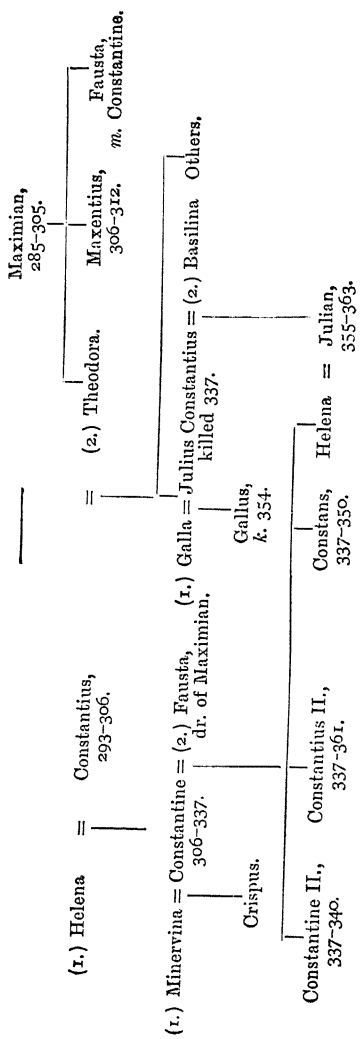 Maximian,
285-305.
(2.) Theodora.
Maxentius,
306-312.
Fausta,
m. Constantine.
(1.) Helena
=
Constantius,
293-306.
=
(1.) Minervina = Constantine = (2.) Fausta,
306-337.
dr. of Maximian.
(1.) Galla = Julius Constantius = (2.) Basilina
killed 337.
Others.
Crispus.
Gallus,
k. 354.
Constantine II.,
337-340.
Constantius II.,
337-361.
Constans,
337-350.
Helena = Julian,
355-363.